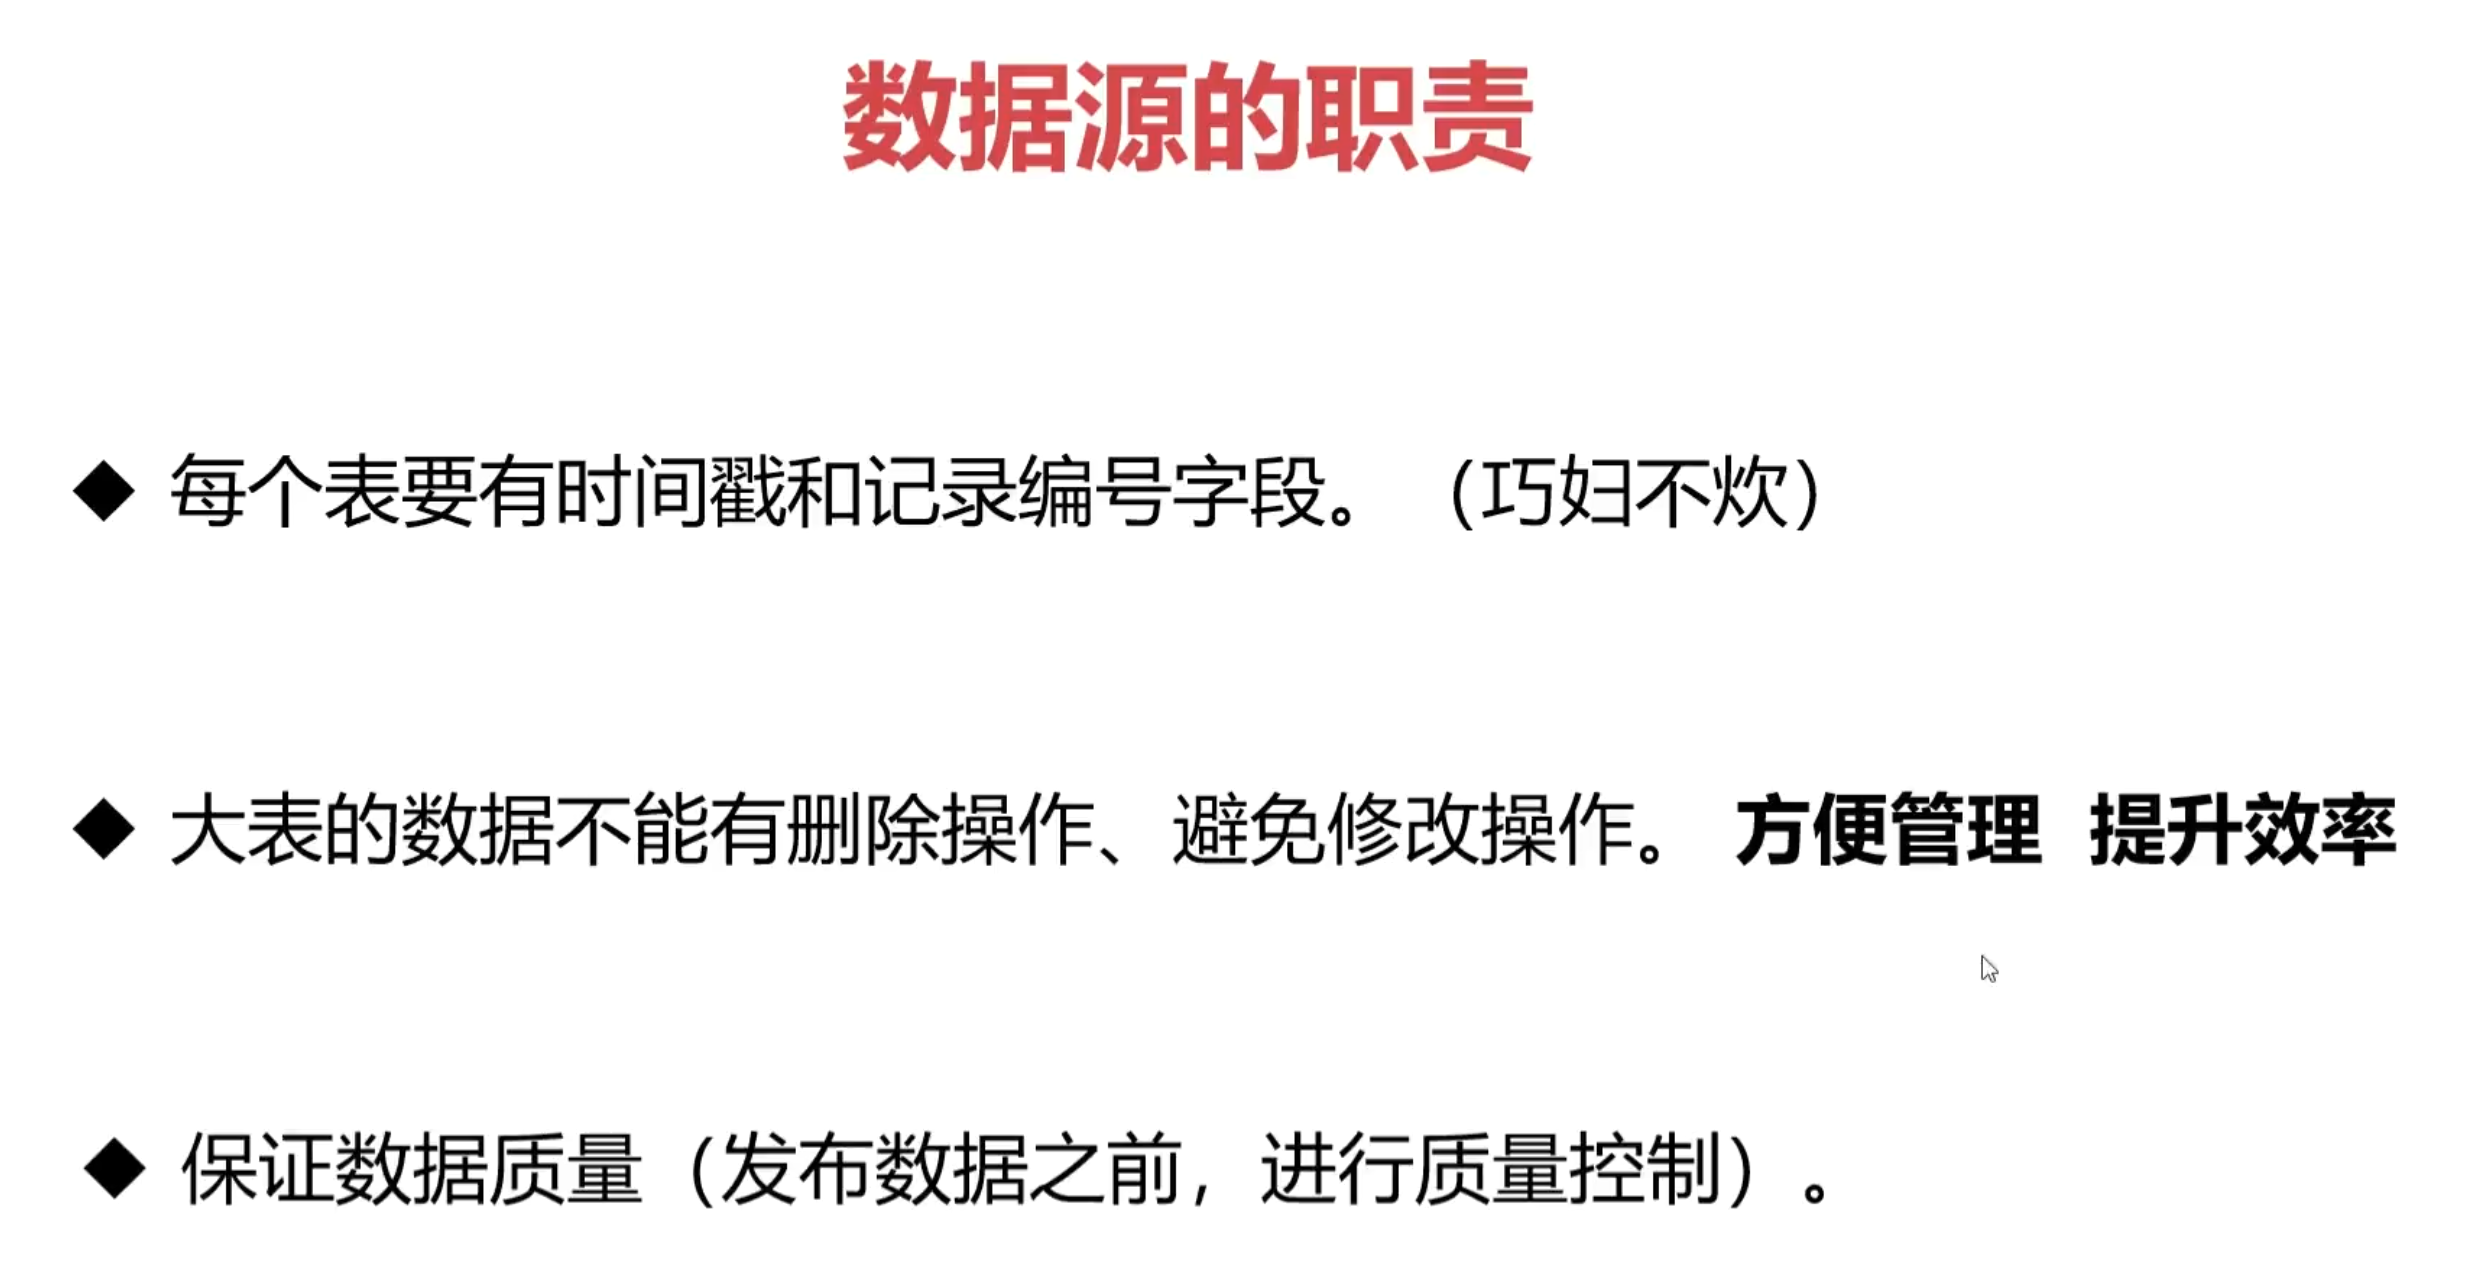 数据源的职责
◆ 每个表要有时间戳和记录编号字段。 （巧妇不炊）
◆ 大表的数据不能有删除操作、避免修改操作。 方便管理 提升效率
◆ 保证数据质量（发布数据之前，进行质量控制）。